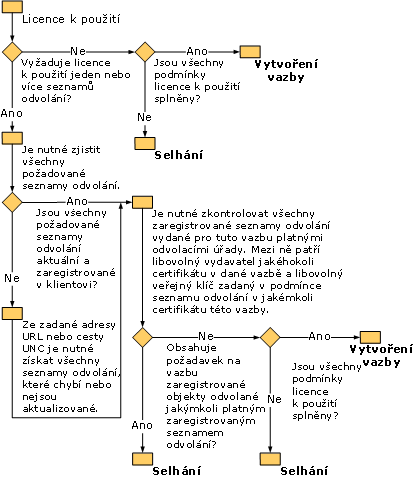 Licence k použití
Ne
Ano
Vyžaduje licence
k použití jeden nebo
více seznamů
odvolání?
Jsou všechny
podmínky
licence k použití
splněny?
Vytvoření
vazby
Ano
Ne
Selhání
Je nutné zjistit
všechny
požadované
seznamy odvolání.
Ano
Jsou všechny
požadované
seznamy
odvolání
aktuální a
zaregistrované
v klientovi?
Ne
Je nutné zkontrolovat všechny
zaregistrované seznamy odvolání
vydané pro tuto vazbu platnými
odvolacími úřady. Mezi ně patří
libovolný vydavatel jakéhokoli
certifikátu v dané vazbě a libovolný
veřejný klíč zadaný v podmínce
seznamu odvolání v jakémkoli
certifikátu této vazby.
Ze zadané adresy
URL nebo cesty
UNC je nutné
získat všechny
seznamy odvolání,
které chybí nebo
nejsou
aktualizované.
Ne
Ano
Obsahuje
požadavek na
vazbu
zaregistrované
objekty odvolané
jakýmkoli platným
zaregistrovaným
seznamem
odvolání?
Vytvoření
vazby
Jsou všechny
podmínky
licence
k použití
splněny?
Ano
Ne
Selhání
Selhání